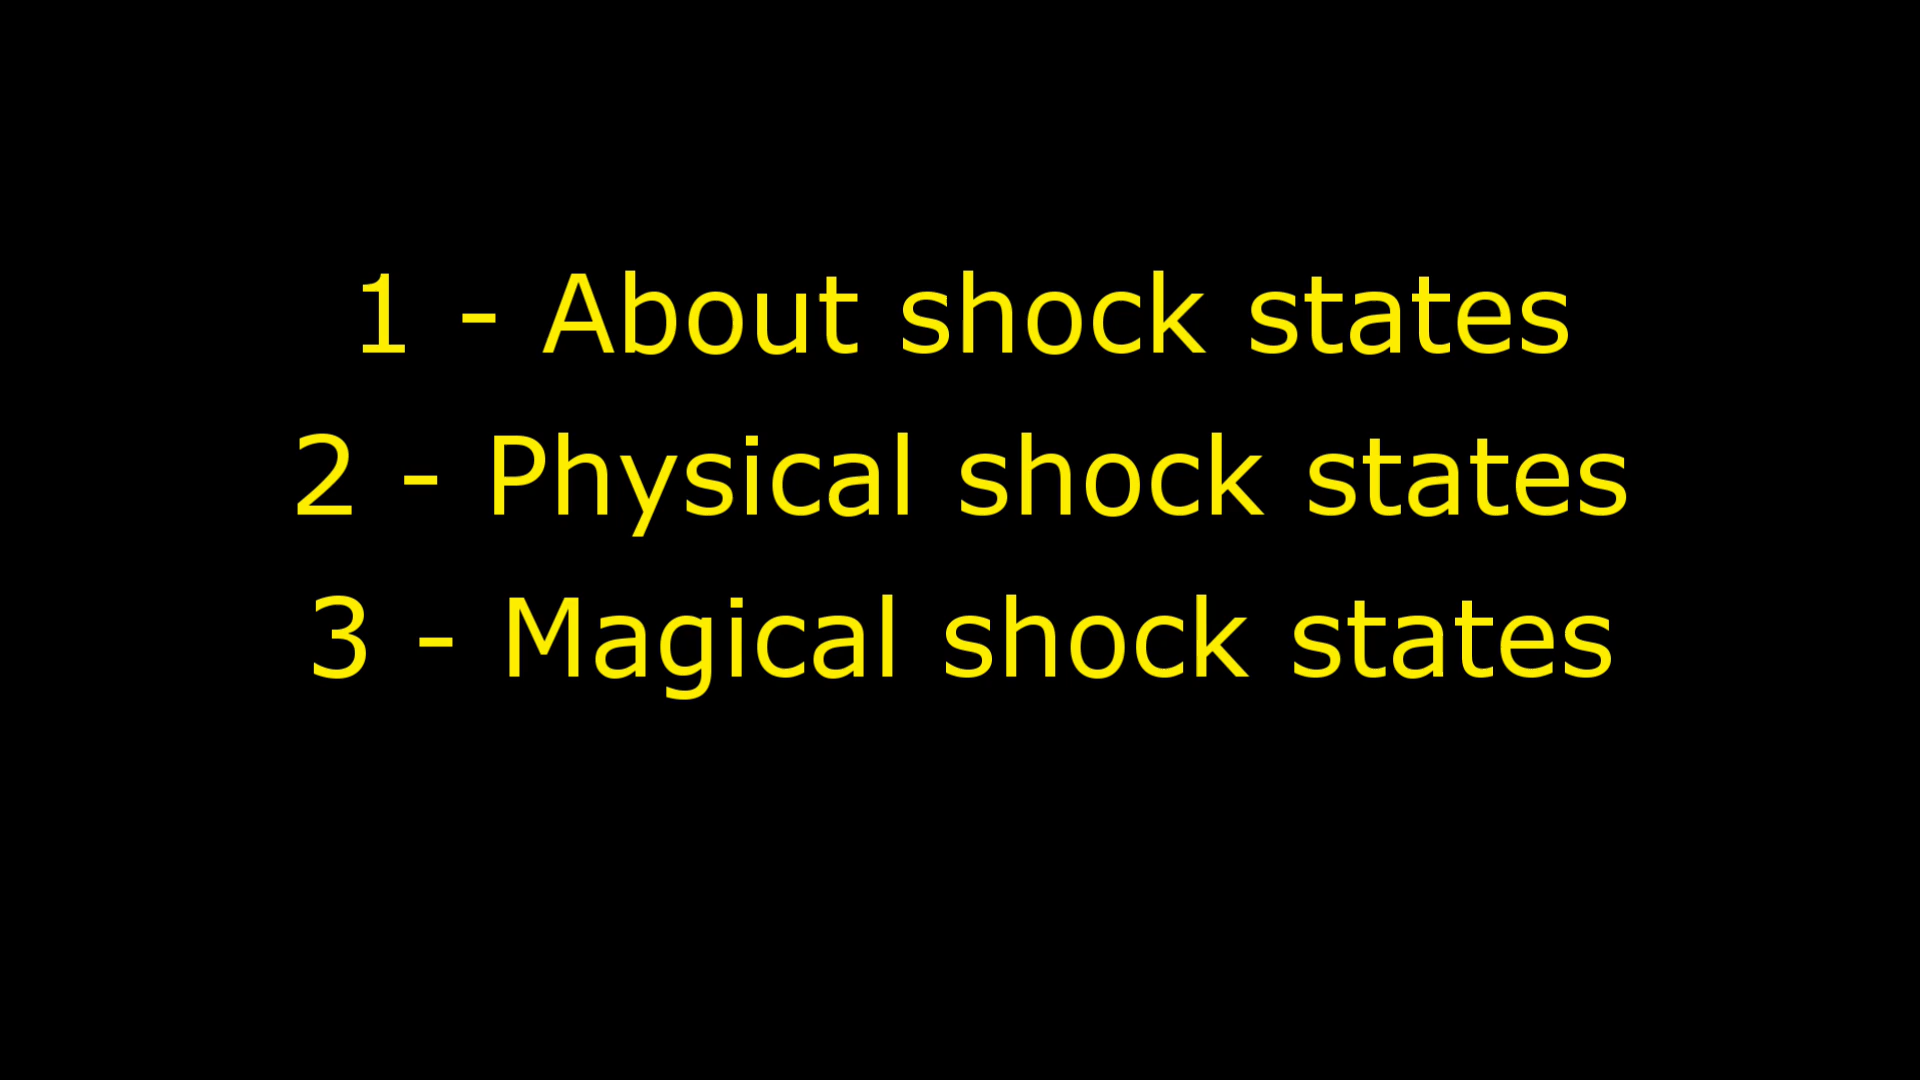 1 - About shock states
2 - Physical shock states
3 - Magical shock states